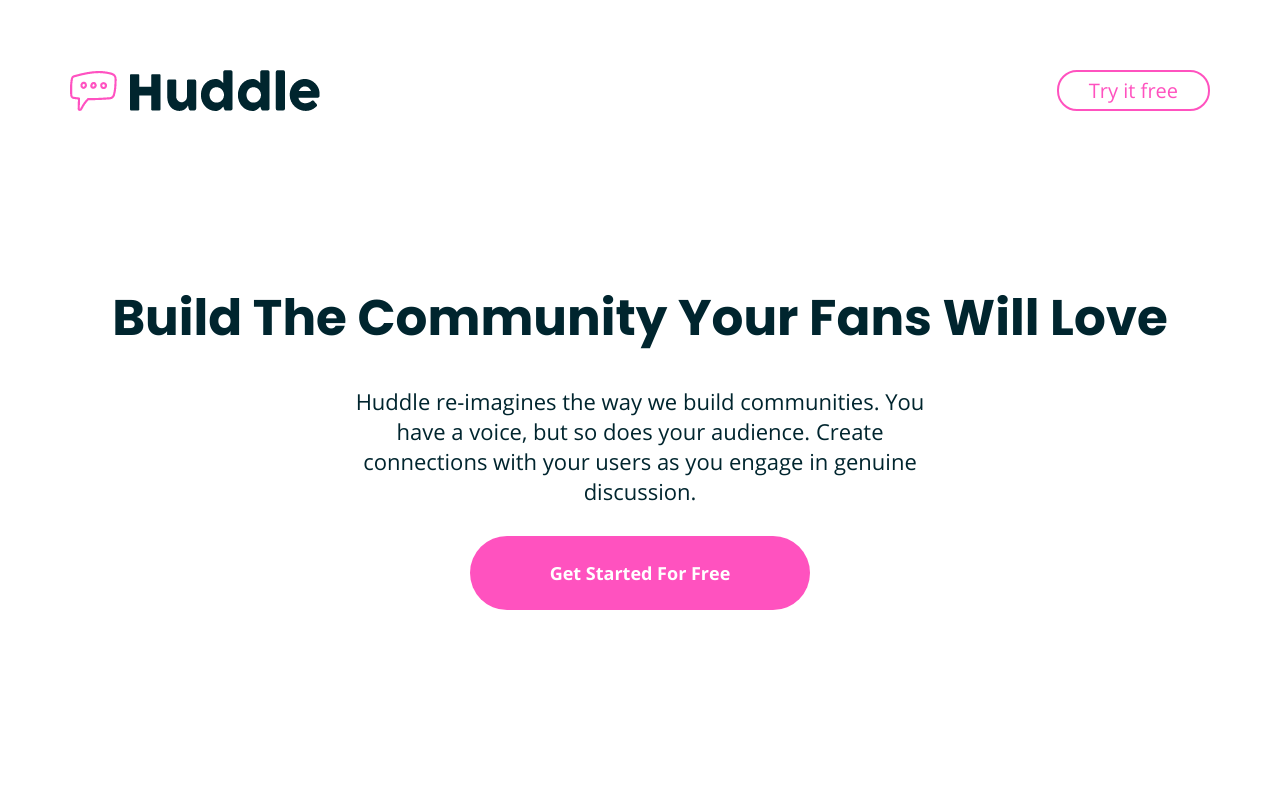 Huddle
Try it free
Build The Community Your Fans Will Love
Huddle re-imagines the way we build communities. You
have a voice, but so does your audience. Create
connections with your users as you engage in genuine
discussion.
Get Started For Free